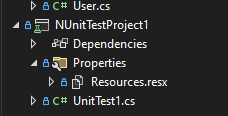 C# User.cs
NUnitTestProject1
Dependencies
Properties
Resources.resx
C# UnitTest1.cs